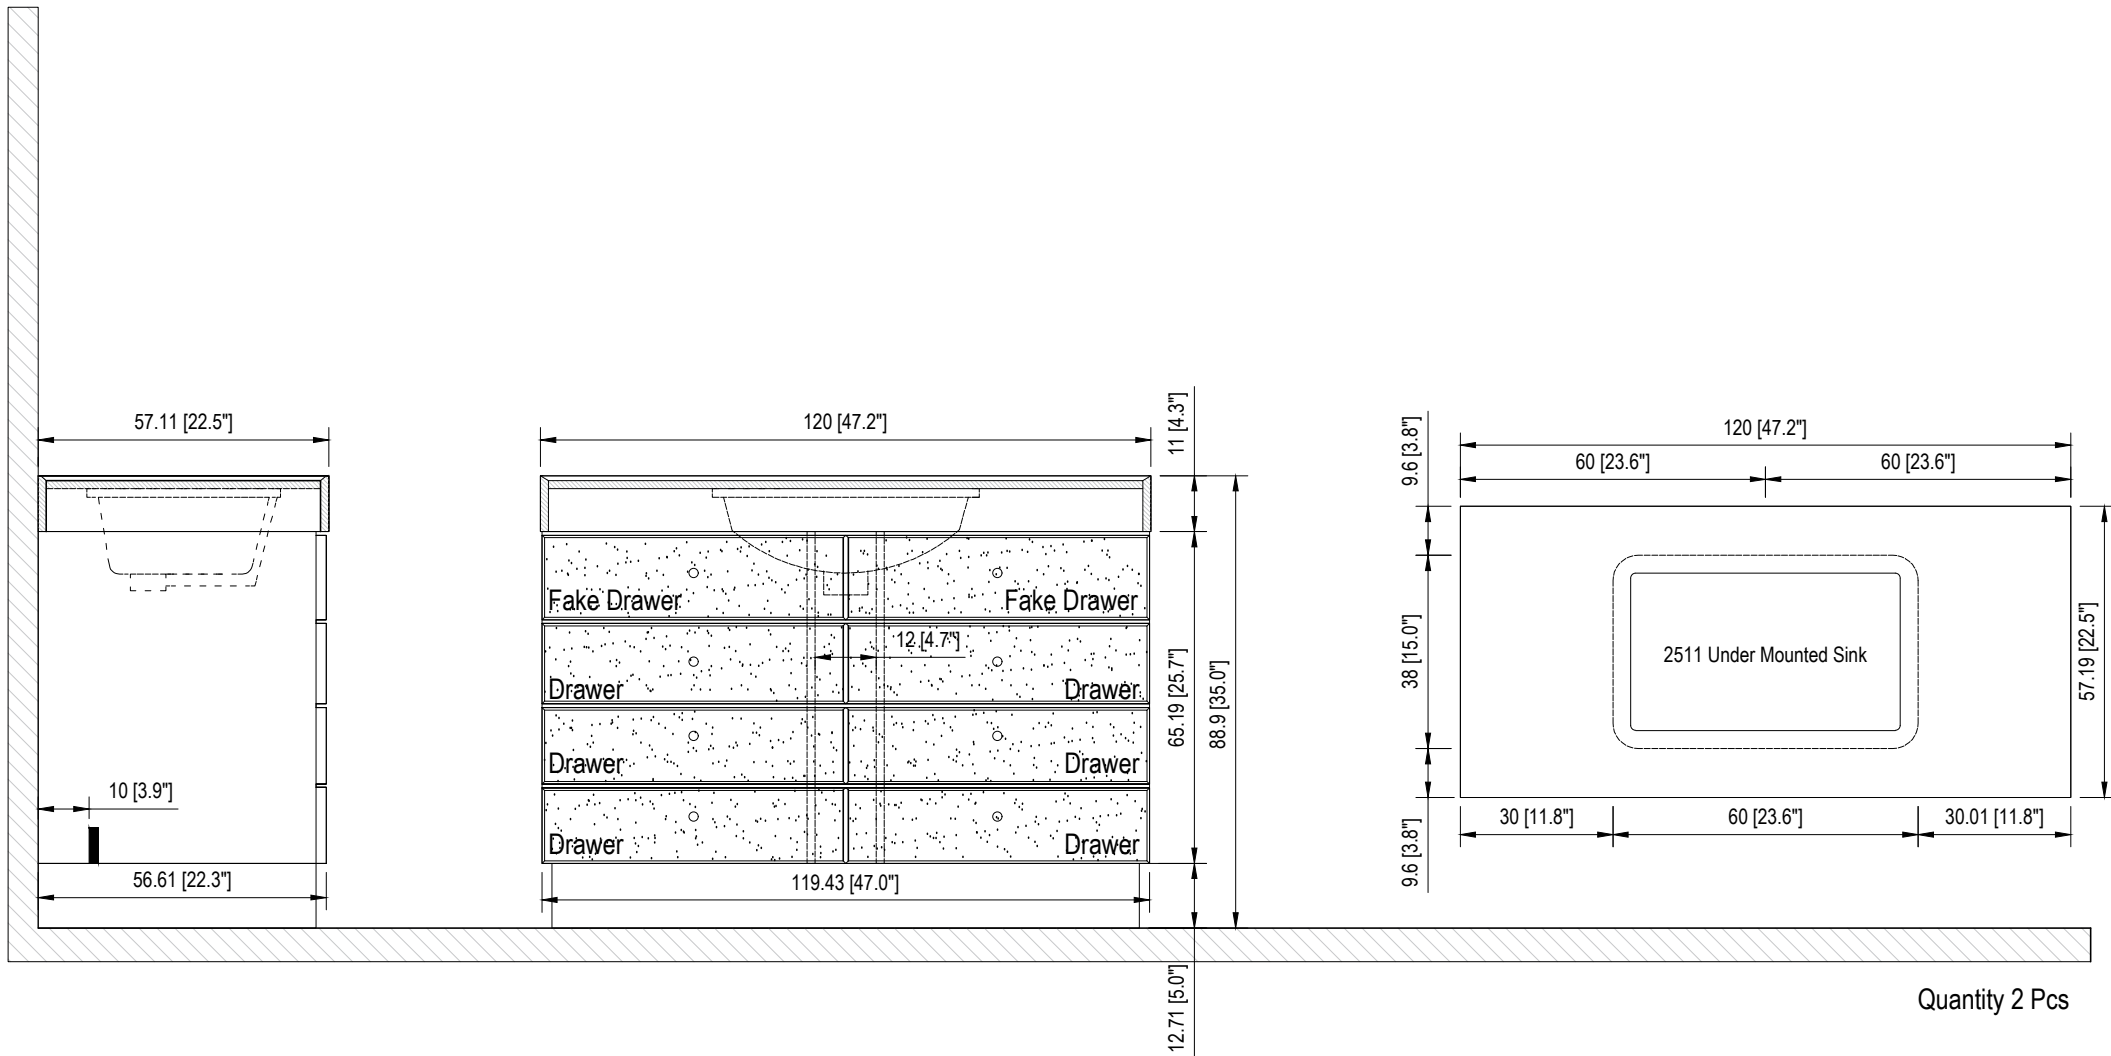 57.11 [22.5"]
10 [3.9"]
56.61 [22.3"]
120 [47.2"]
11 [4.3"]
Fake Drawer
Fake Drawer
12 [4.7"]
Drawer
Drawer
Drawer
Drawer
Drawer
Drawer
65.19 [25.7"]
88.9 [35.0"]
119.43 [47.0"]
12.71 [5.0"]
120 [47.2"]
60 [23.6"]
60 [23.6"]
9.6 [3.8"]
38 [15.0"]
9.6 [3.8"]
2511 Under Mounted Sink
57.19 [22.5"]
30 [11.8"]
60 [23.6"]
30.01 [11.8"]
Quantity 2 Pcs